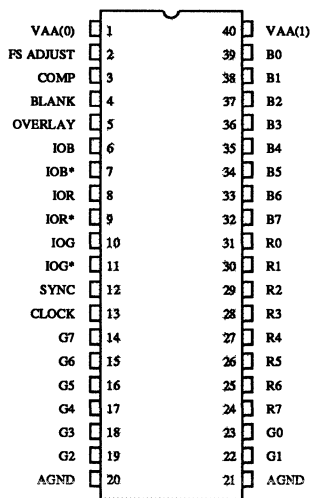 VAA(0) 1 40 VAA(1)
FS ADJUST 2 39 B0
COMP 3 38 B1
BLANK 4 37 B2
OVERLAY 5 36 B3
IOB 6 35 B4
IOB* 7 34 B5
IOR 8 33 B6
IOR* 9 32 B7
IOG 10 31 R0
IOG* 11 30 R1
SYNC 12 29 R2
CLOCK 13 28 R3
G7 14 27 R4
G6 15 26 R5
G5 16 25 R6
G4 17 24 R7
G3 18 23 G0
G2 19 22 G1
AGND 20 21 AGND